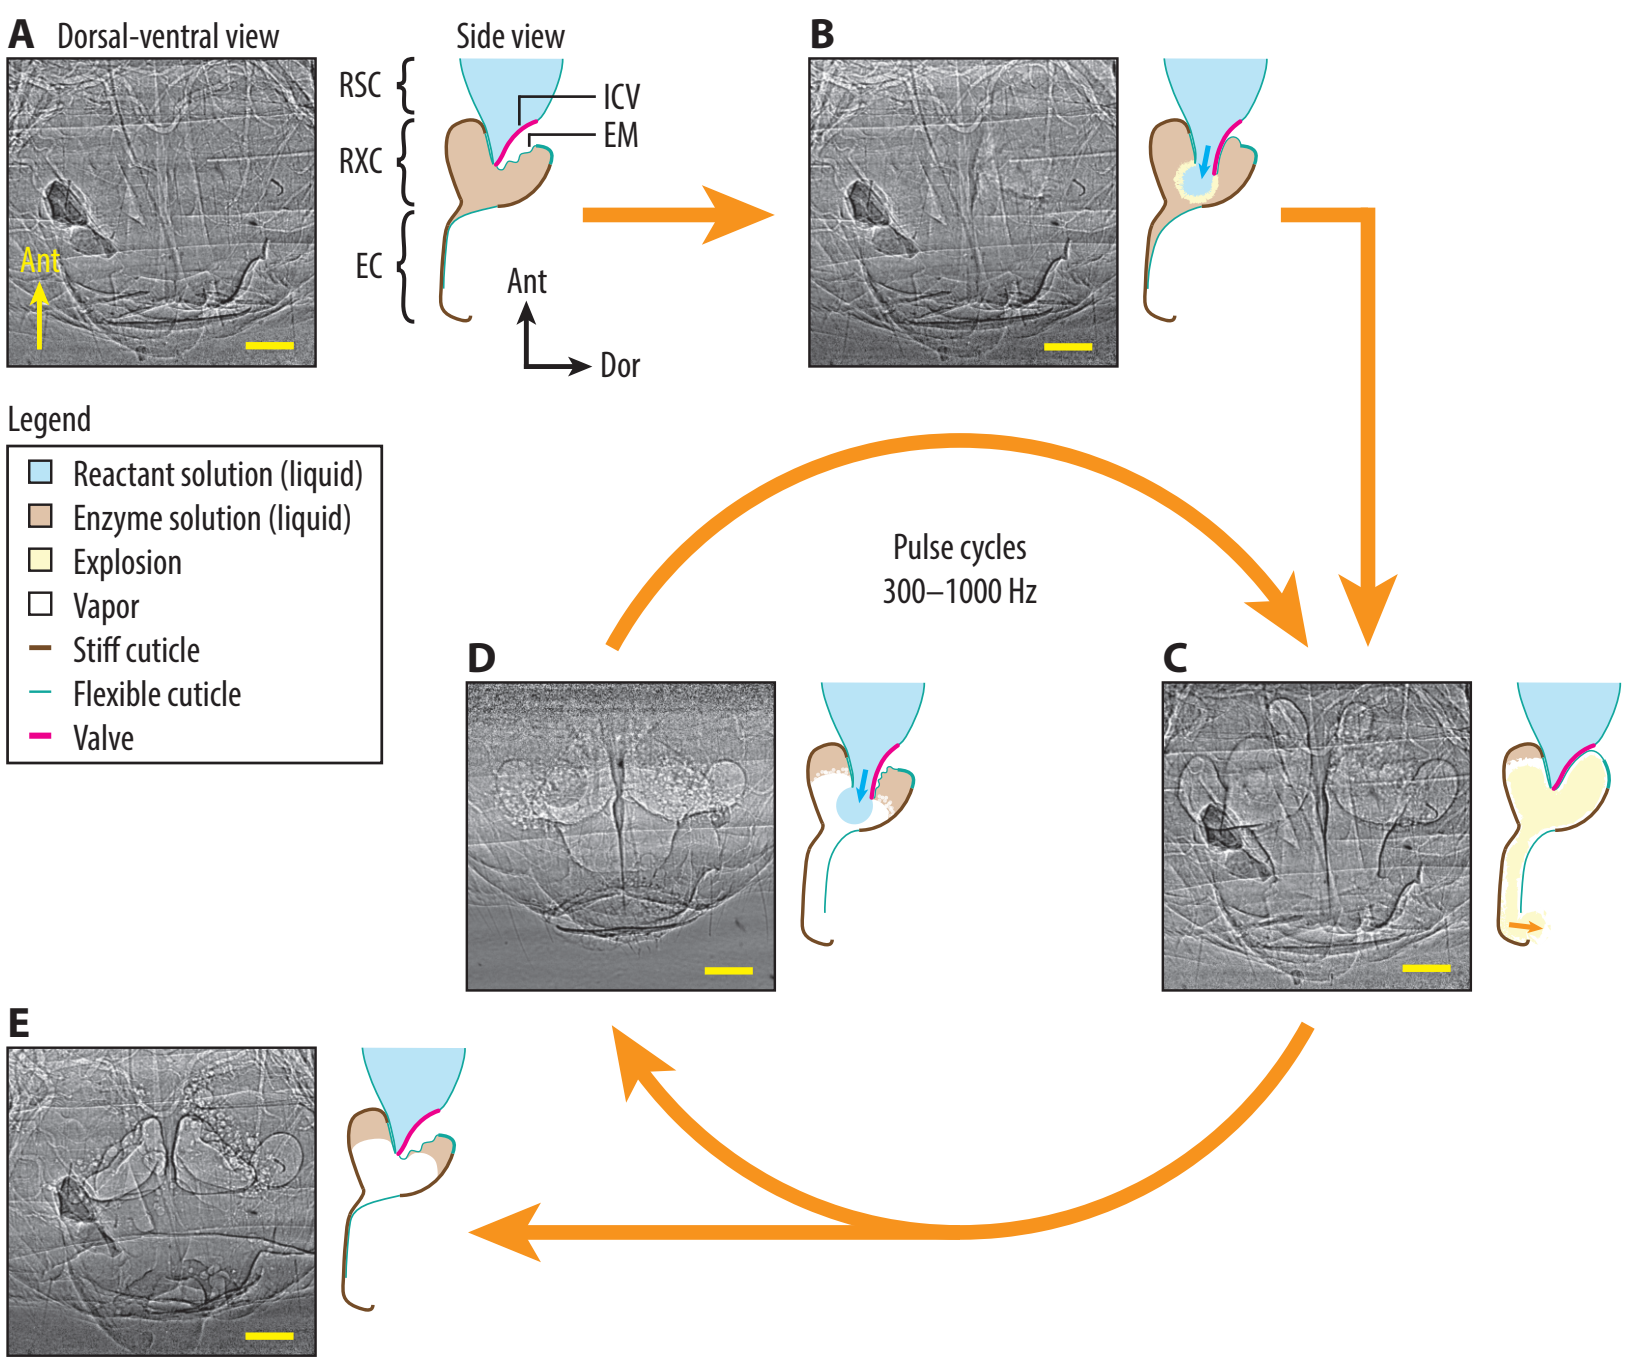 A Dorsal-ventral view
Side view
B
RSC
RXC
EC
ICV
EM
Ant
Ant
Dor
Legend
Reactant solution (liquid)
Enzyme solution (liquid)
Explosion
Vapor
Stiff cuticle
Flexible cuticle
Valve
Pulse cycles
300–1000 Hz
D
C
E